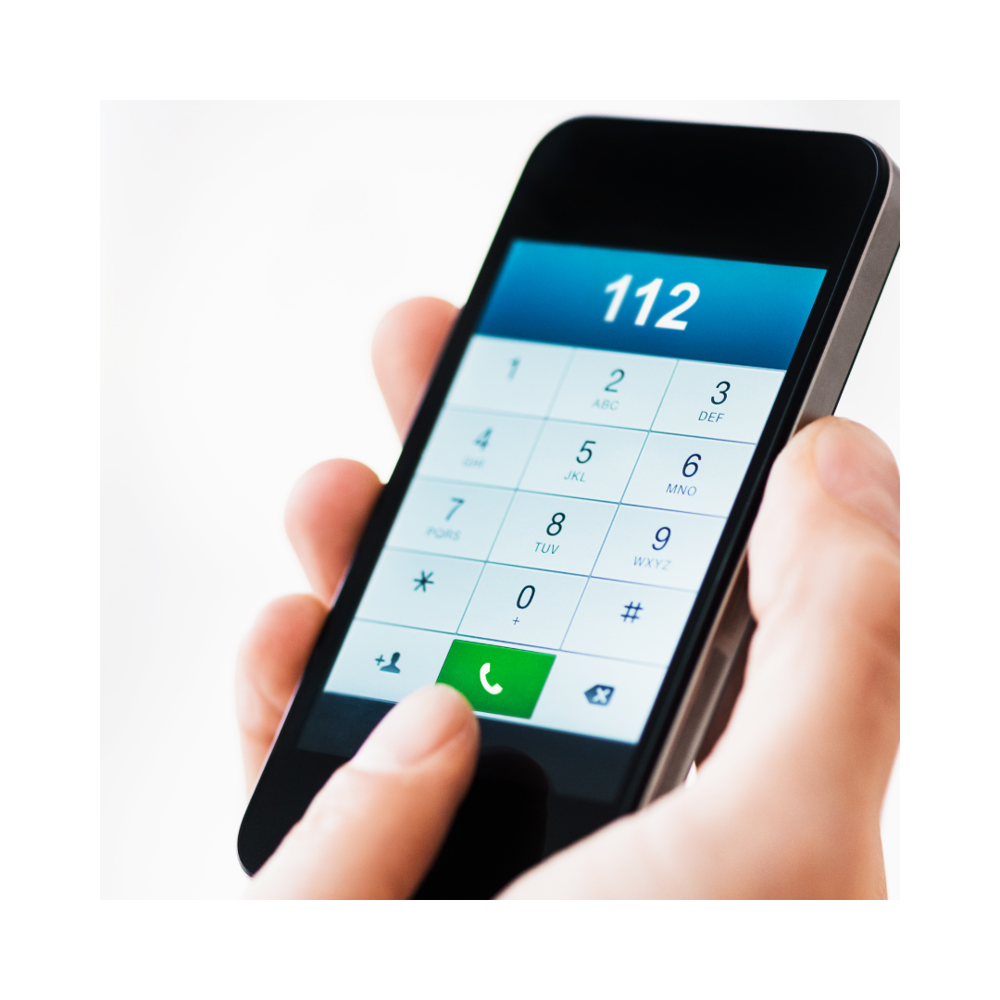 112
1 2 3
ABC DEF
4 5 6
GHI JKL MNO
7 8 9
PQRS TUV WXYZ
* 0 #
+
+